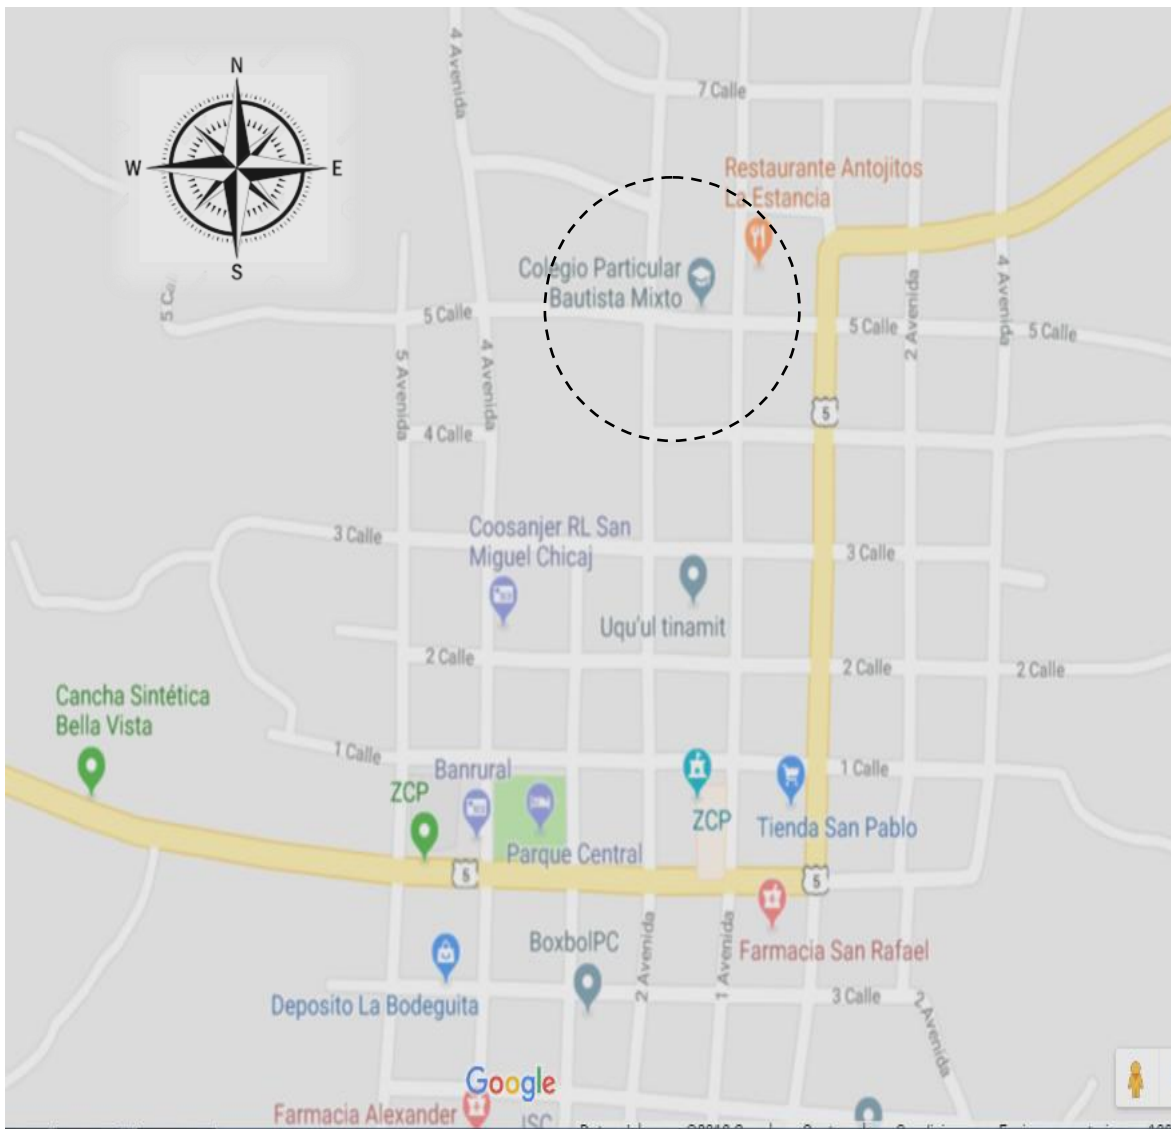 N
W
E
S
4 Avenida
7 Calle
Restaurante Antojitos
La Estancia
Colegio Particular
Bautista Mixto
5
5 Calle
5 Calle
5 Calle
2 Avenida
4 Avenida
5 Avenida
4 Avenida
5
4 Calle
Coosanjer RL San
Miguel Chicaj
3 Calle
3 Calle
Uqu'ul tinamit
2 Calle
2 Calle
2 Calle
Cancha Sintética
Bella Vista
1 Calle
1 Calle
Banrural
ZCP
ZCP
Tienda San Pablo
Parque Central
5
5
BoxbolPC
Farmacia San Rafael
2 Avenida
1 Avenida
Deposito La Bodeguita
3 Calle
2 Avenida
Google
Farmacia Alexander